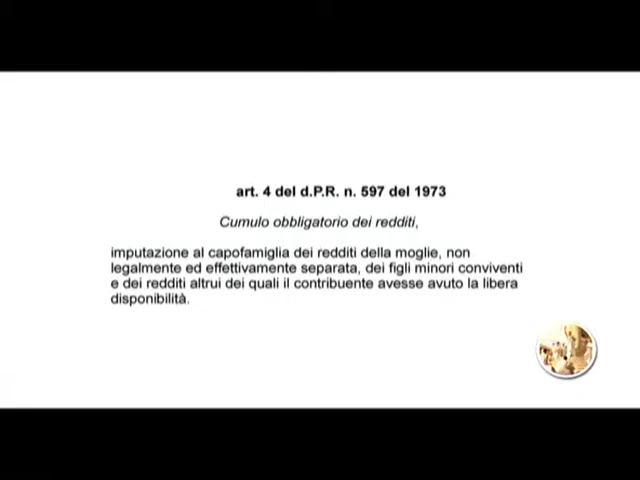 art. 4 del d.P.R. n. 597 del 1973
Cumulo obbligatorio dei redditi,
imputazione al capofamiglia dei redditi della moglie, non
legalmente ed effettivamente separata, dei figli minori conviventi
e dei redditi altrui dei quali il contribuente avesse avuto la libera
disponibilità.